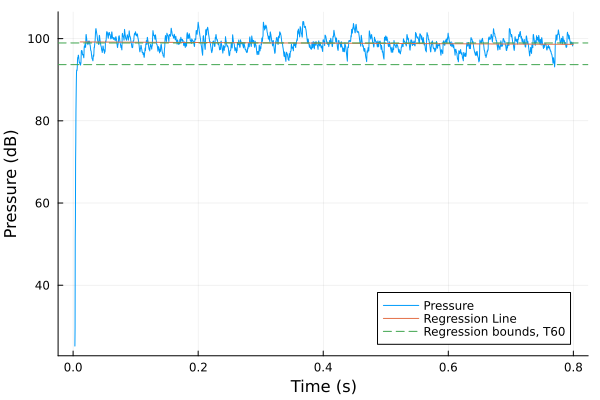 Pressure (dB)
100
80
60
40
0.0
0.2
0.4
0.6
0.8
Time (s)
Pressure
Regression Line
Regression bounds, T60